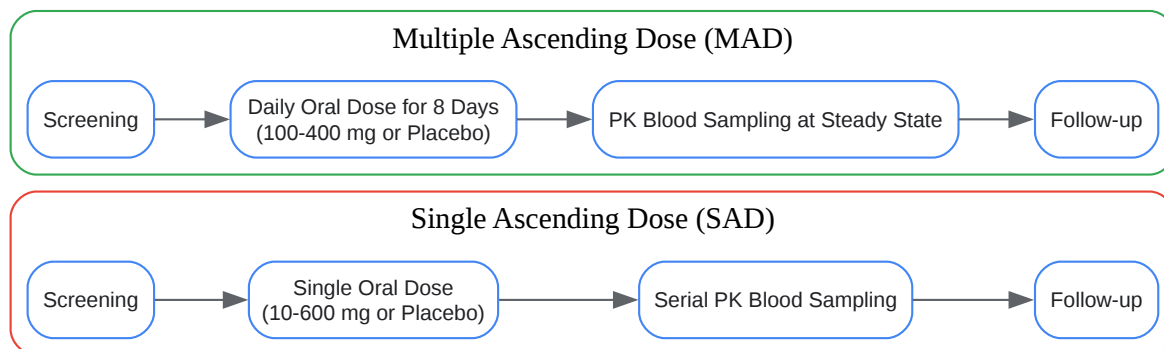 Multiple Ascending Dose (MAD)
Screening
Daily Oral Dose for 8 Days
(100-400 mg or Placebo)
PK Blood Sampling at Steady State
Follow-up
Single Ascending Dose (SAD)
Screening
Single Oral Dose
(10-600 mg or Placebo)
Serial PK Blood Sampling
Follow-up